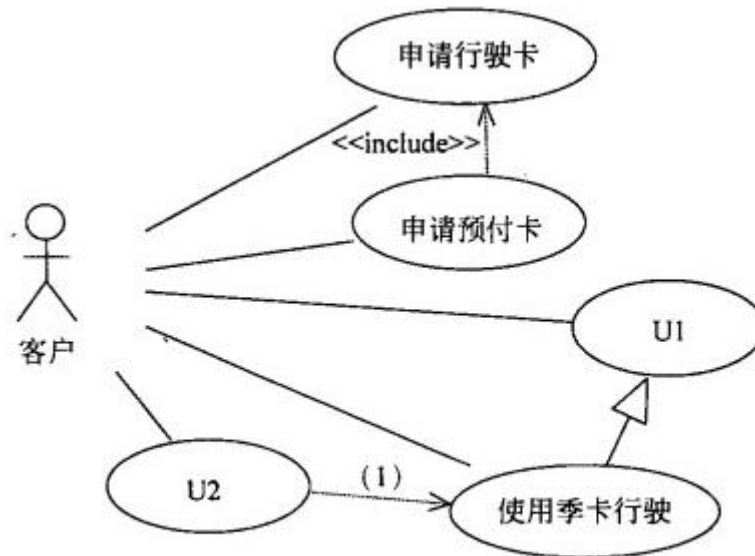 申请行驶卡
<<include>>
申请预付卡
客户
U1
U2
(1)
使用季卡行驶